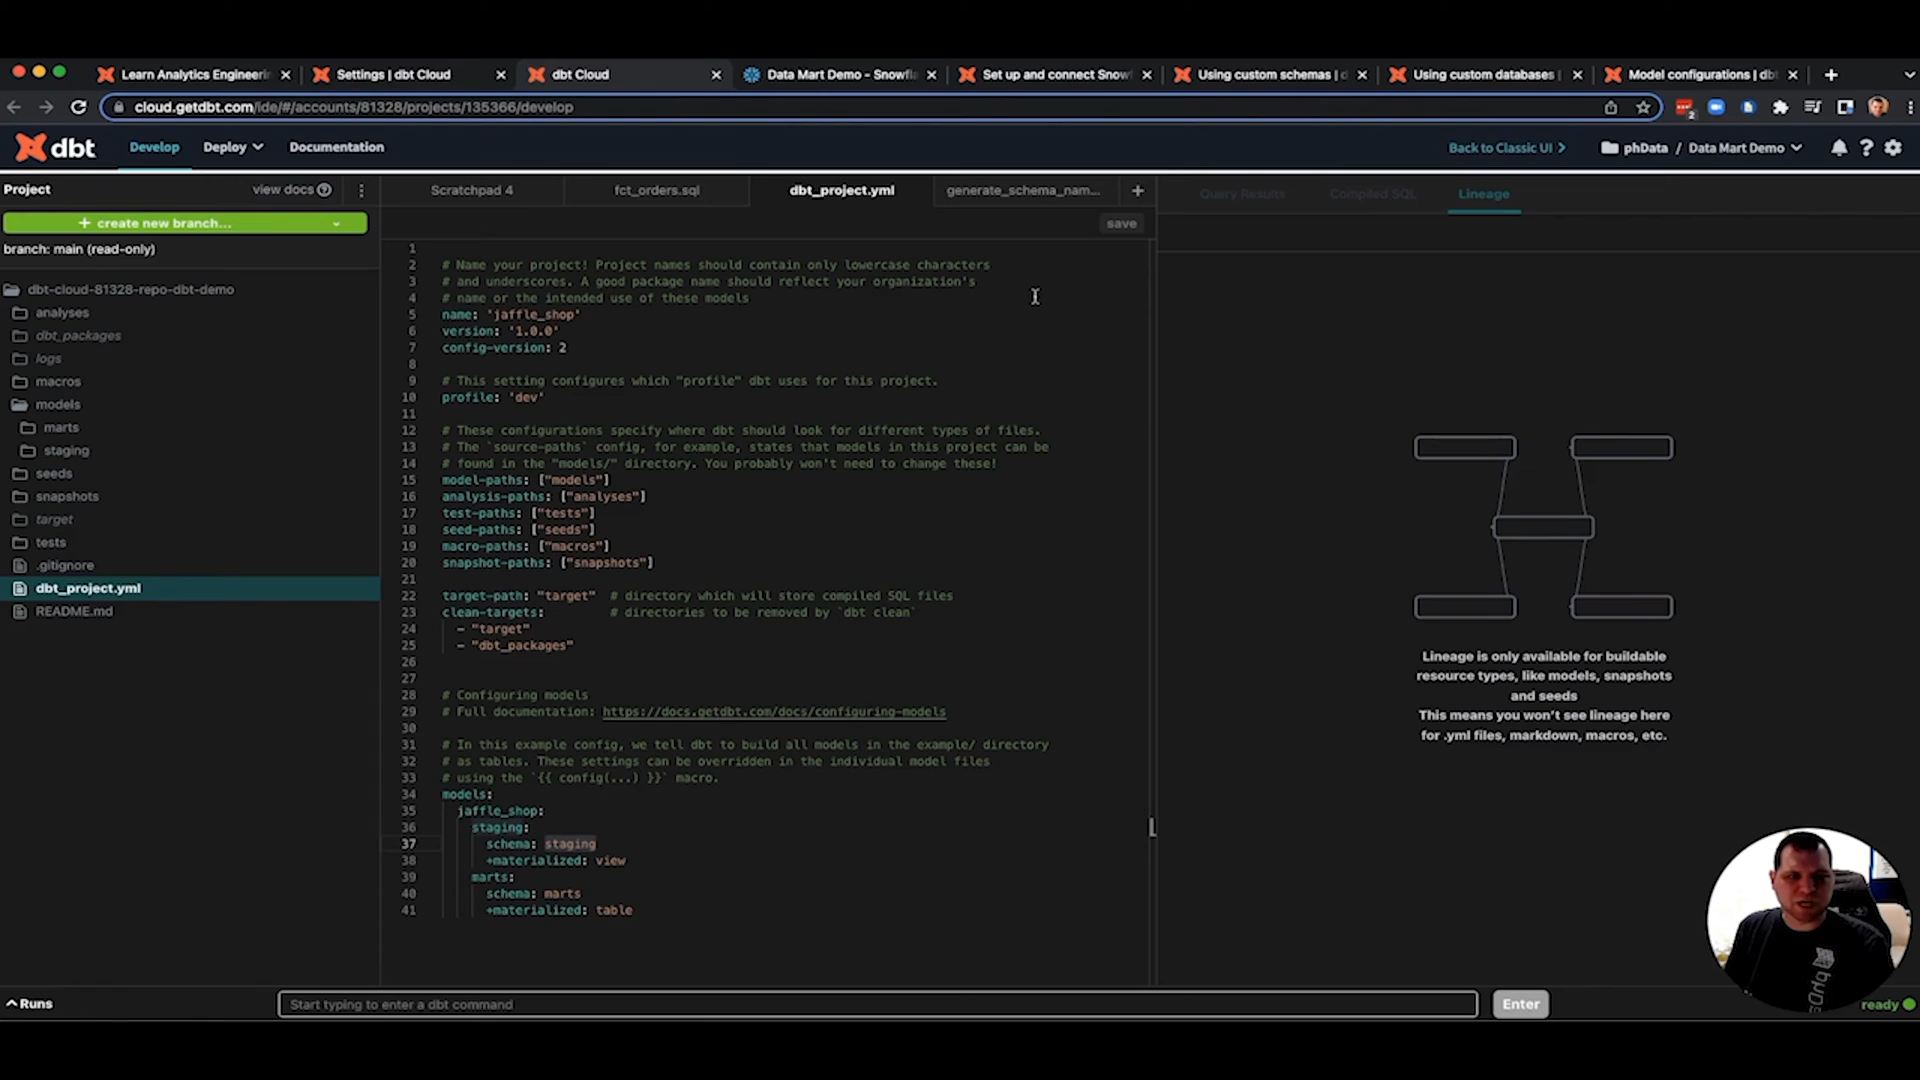 Learn Analytics Engineerin
Settings | dbt Cloud
dbt Cloud
Data Mart Demo - Snowfla
Set up and connect Snow
Using custom schemas | d
Using custom databases |
Model configurations | dbt
cloud.getdbt.com/ide/#/accounts/81328/projects/135366/develop
2
dbt
Develop
Deploy
Documentation
Back to Classic UI
phData / Data Mart Demo
Project
view docs
Scratchpad 4
fct_orders.sql
dbt_project.yml
generate_schema_nam...
Query Results
Compiled SQL
Lineage
+ create new branch...
save
branch: main (read-only)
dbt-cloud-81328-repo-dbt-demo
analyses
dbt_packages
logs
macros
models
marts
staging
seeds
snapshots
target
tests
.gitignore
dbt_project.yml
README.md
1
2 # Name your project! Project names should contain only lowercase characters
3 # and underscores. A good package name should reflect your organization's
4 # name or the intended use of these models
5 name: 'jaffle_shop'
6 version: '1.0.0'
7 config-version: 2
8
9 # This setting configures which "profile" dbt uses for this project.
10 profile: 'dev'
11
12 # These configurations specify where dbt should look for different types of files.
13 # The `source-paths` config, for example, states that models in this project can be
14 # found in the "models/" directory. You probably won't need to change these!
15 model-paths: ["models"]
16 analysis-paths: ["analyses"]
17 test-paths: ["tests"]
18 seed-paths: ["seeds"]
19 macro-paths: ["macros"]
20 snapshot-paths: ["snapshots"]
21
22 target-path: "target" # directory which will store compiled SQL files
23 clean-targets: # directories to be removed by `dbt clean`
24 - "target"
25 - "dbt_packages"
26
27
28 # Configuring models
29 # Full documentation: https://docs.getdbt.com/docs/configuring-models
30
31 # In this example config, we tell dbt to build all models in the example/ directory
32 # as tables. These settings can be overridden in the individual model files
33 # using the `{{ config(...) }}` macro.
34 models:
35 jaffle_shop:
36 staging:
37 schema: staging
38 +materialized: view
39 marts:
40 schema: marts
41 +materialized: table
Lineage is only available for buildable
resource types, like models, snapshots
and seeds
This means you won't see lineage here
for .yml files, markdown, macros, etc.
Runs
Start typing to enter a dbt command
Enter
ready